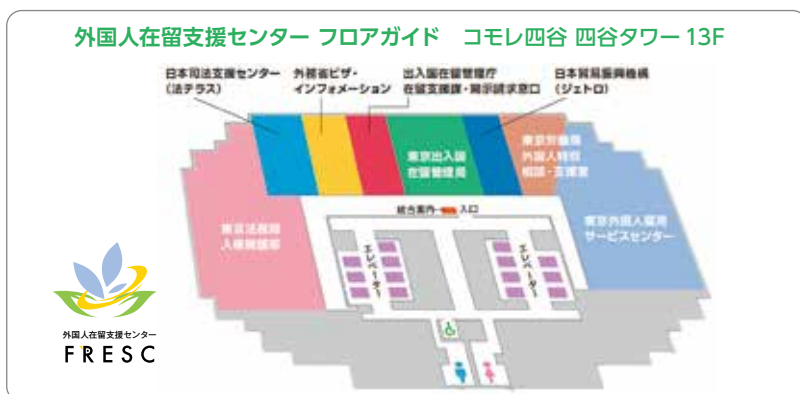 外国人在留支援センター フロアガイド コモレ四谷 四谷タワー 13F
日本司法支援センター
(法テラス)
外務省ビザ・
インフォメーション
出入国在留管理庁
在留支援課・開示請求窓口
日本貿易振興機構
(ジェトロ)
東京出入国
在留管理局
東京労働局
外国人特別
相談・支援室
東京法務局
人権擁護部
総合案内
入口
東京外国人雇用
サービスセンター
エレベーター
エレベーター
外国人在留支援センター
FRESC